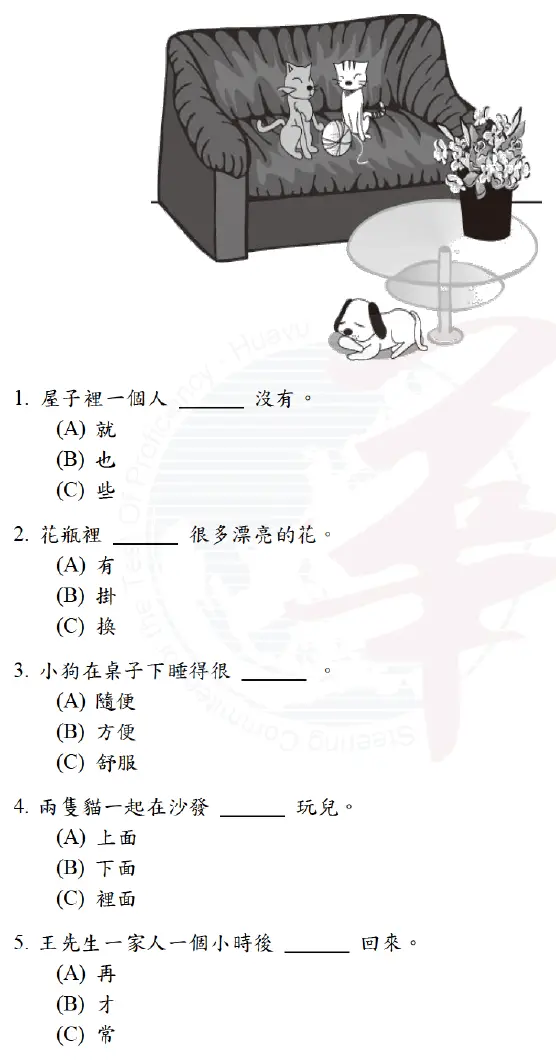 1. 屋子裡一個人 ______ 沒有。
(A) 就
(B) 也
(C) 些
2. 花瓶裡 ______ 很多漂亮的花。
(A) 有
(B) 掛
(C) 換
3. 小狗在桌子下睡得很 ______ 。
(A) 隨便
(B) 方便
(C) 舒服
4. 兩隻貓一起在沙發 ______ 玩兒。
(A) 上面
(B) 下面
(C) 裡面
5. 王先生一家人一個小時後 ______ 回來。
(A) 再
(B) 才
(C) 常
華